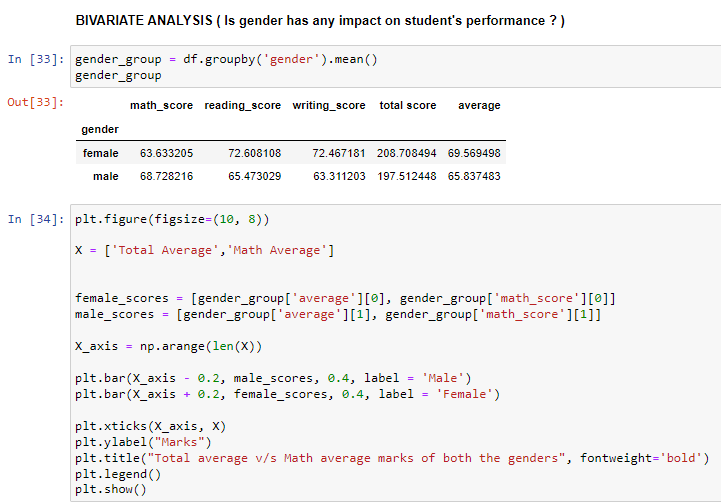 BIVARIATE ANALYSIS ( Is gender has any impact on student's performance ? )
In [33]: gender_group = df.groupby('gender').mean()
gender_group
Out[33]:
math_score reading_score writing_score total score average
gender
female 63.633205 72.608108 72.467181 208.708494 69.569498
male 68.728216 65.473029 63.311203 197.512448 65.837483
In [34]: plt.figure(figsize=(10, 8))
X = ['Total Average','Math Average']
female_scores = [gender_group['average'][0], gender_group['math_score'][0]]
male_scores = [gender_group['average'][1], gender_group['math_score'][1]]
X_axis = np.arange(len(X))
plt.bar(X_axis - 0.2, male_scores, 0.4, label = 'Male')
plt.bar(X_axis + 0.2, female_scores, 0.4, label = 'Female')
plt.xticks(X_axis, X)
plt.ylabel("Marks")
plt.title("Total average v/s Math average marks of both the genders", fontweight='bold')
plt.legend()
plt.show()